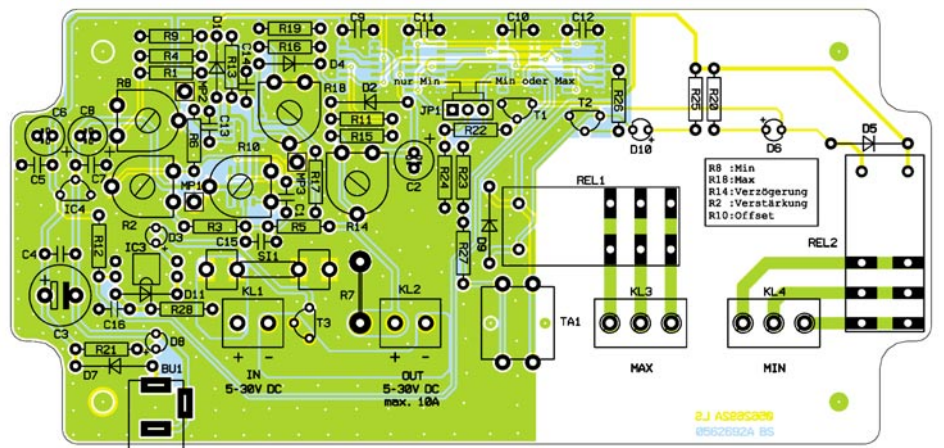 R9
D1
R19
C9
C11
C10
C12
R4
R16
R1
R13
C14
D4
nur Min
Min oder Max
R8
MP2
R18
D2
JP1
T1
T2
R26
R25
R20
C6
C8
R11
R15
R22
D10
D6
D5
R6
C13
R10
C5
C7
MP1
MP3
R17
C2
R24
R23
REL1
R8 :Min
R18:Max
R14:Verzögerung
R2 :Verstärkung
R10:Offset
IC4
C1
R2
D3
R3
R5
R14
R12
C15
D9
REL2
C4
IC3
SI1
R27
D11
KL1
R7
KL2
KL3
KL4
C3
C16
R28
T3
TA1
R21
D8
+ -
+ -
D7
BU1
IN
5-30V DC
OUT
5-30V DC
max. 10A
MAX
MIN
0562692A LS
0562692A BS